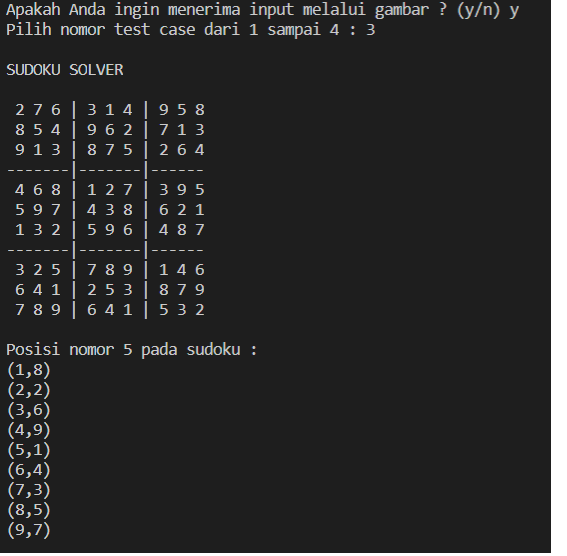 Apakah Anda ingin menerima input melalui gambar ? (y/n) y
Pilih nomor test case dari 1 sampai 4 : 3
SUDOKU SOLVER
2 7 6 | 3 1 4 | 9 5 8
8 5 4 | 9 6 2 | 7 1 3
9 1 3 | 8 7 5 | 2 6 4
-------|-------|------
4 6 8 | 1 2 7 | 3 9 5
5 9 7 | 4 3 8 | 6 2 1
1 3 2 | 5 9 6 | 4 8 7
-------|-------|------
3 2 5 | 7 8 9 | 1 4 6
6 4 1 | 2 5 3 | 8 7 9
7 8 9 | 6 4 1 | 5 3 2
Posisi nomor 5 pada sudoku :
(1,8)
(2,2)
(3,6)
(4,9)
(5,1)
(6,4)
(7,3)
(8,5)
(9,7)